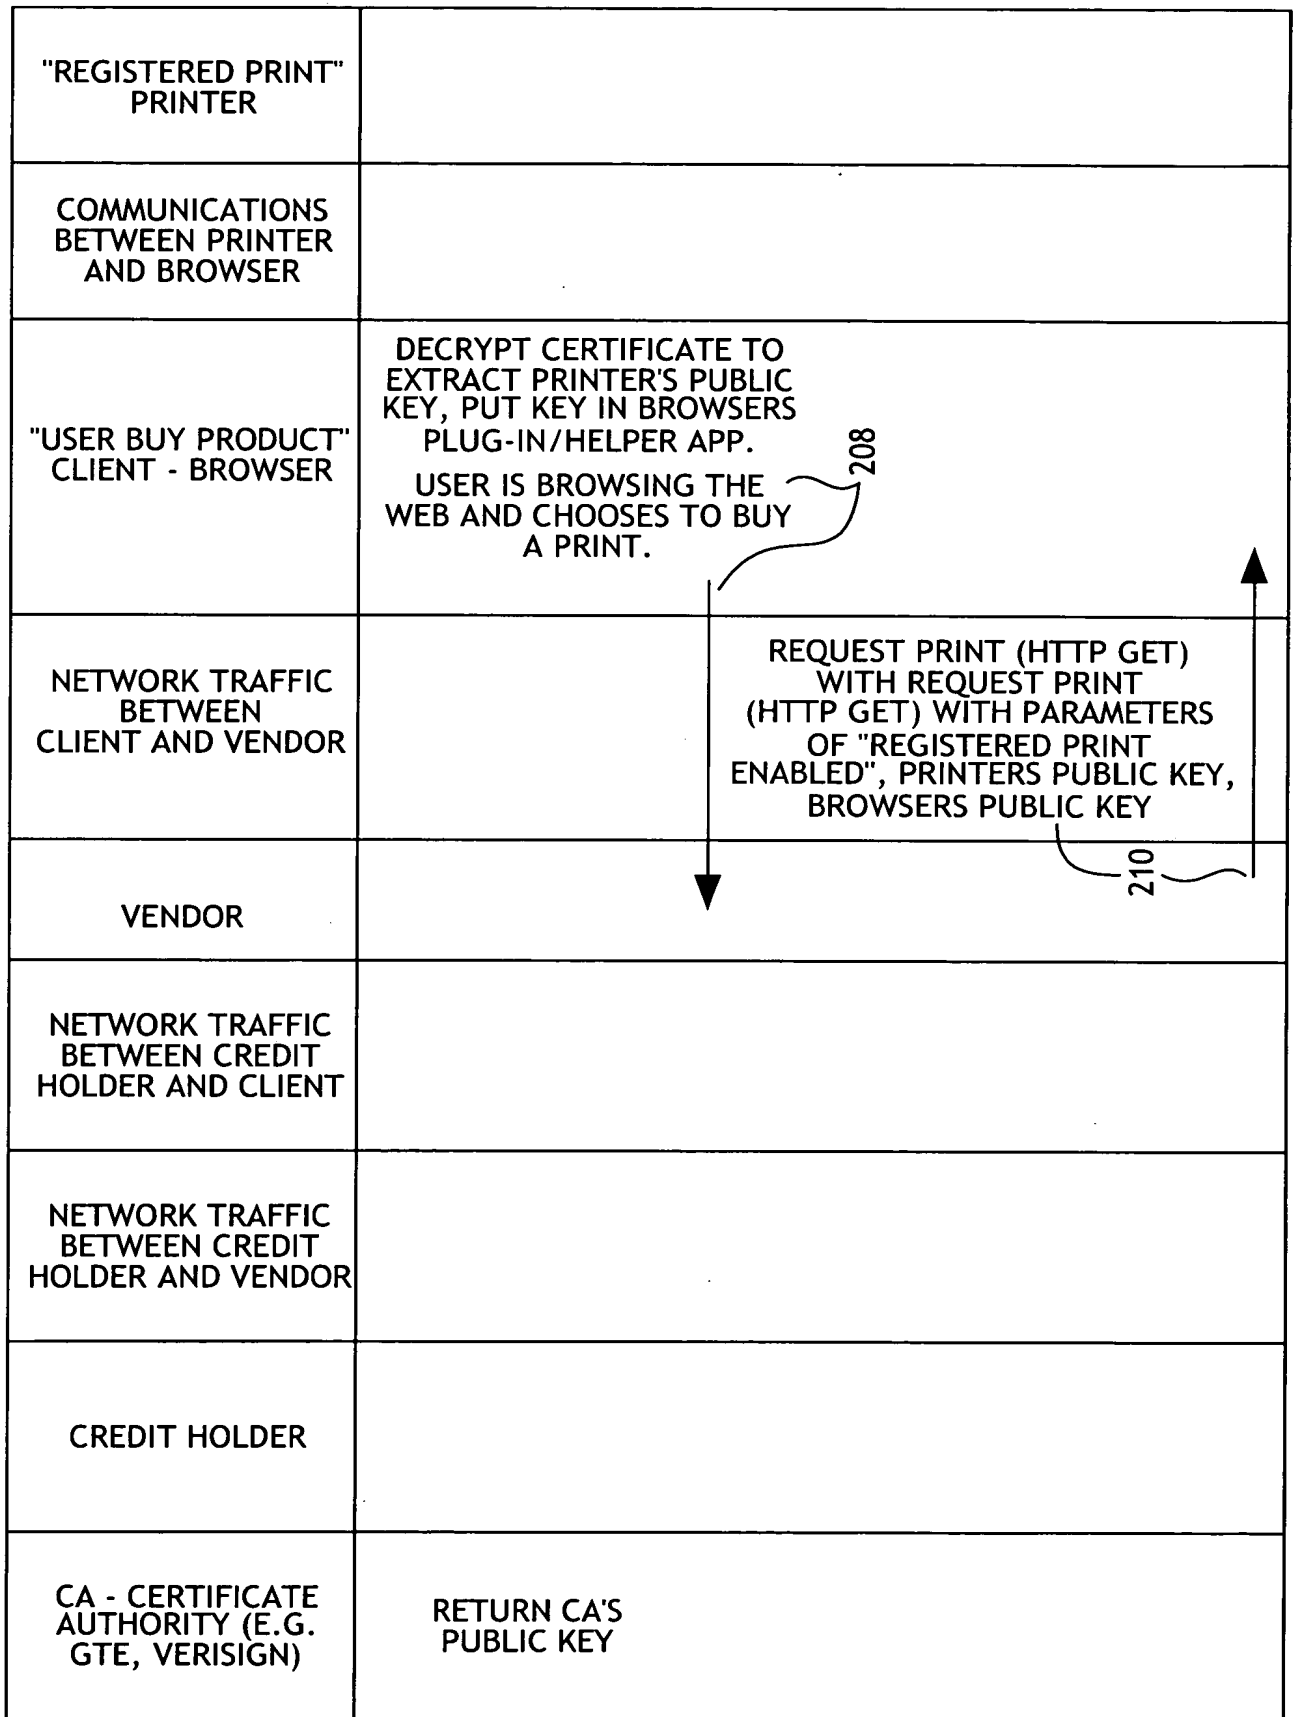 "REGISTERED PRINT"
PRINTER
COMMUNICATIONS
BETWEEN PRINTER
AND BROWSER
"USER BUY PRODUCT"
CLIENT - BROWSER
DECRYPT CERTIFICATE TO
EXTRACT PRINTER'S PUBLIC
KEY, PUT KEY IN BROWSERS
PLUG-IN/HELPER APP.
USER IS BROWSING THE
WEB AND CHOOSES TO BUY
A PRINT.
208
NETWORK TRAFFIC
BETWEEN
CLIENT AND VENDOR
REQUEST PRINT (HTTP GET)
WITH REQUEST PRINT
(HTTP GET) WITH PARAMETERS
OF "REGISTERED PRINT
ENABLED", PRINTERS PUBLIC KEY,
BROWSERS PUBLIC KEY
210
VENDOR
NETWORK TRAFFIC
BETWEEN CREDIT
HOLDER AND CLIENT
NETWORK TRAFFIC
BETWEEN CREDIT
HOLDER AND VENDOR
CREDIT HOLDER
CA - CERTIFICATE
AUTHORITY (E.G.
GTE, VERISIGN)
RETURN CA'S
PUBLIC KEY